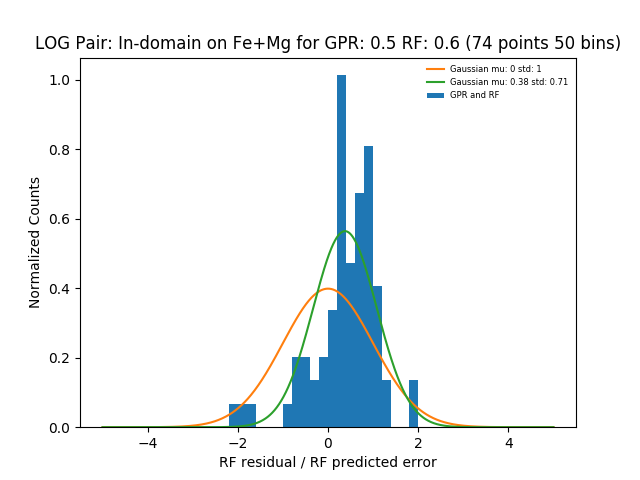 LOG Pair: In-domain on Fe+Mg for GPR: 0.5 RF: 0.6 (74 points 50 bins)
Gaussian mu: 0 std: 1
Gaussian mu: 0.38 std: 0.71
GPR and RF
Normalized Counts
1.0
0.8
0.6
0.4
0.2
0.0
−4 −2 0 2 4
RF residual / RF predicted error